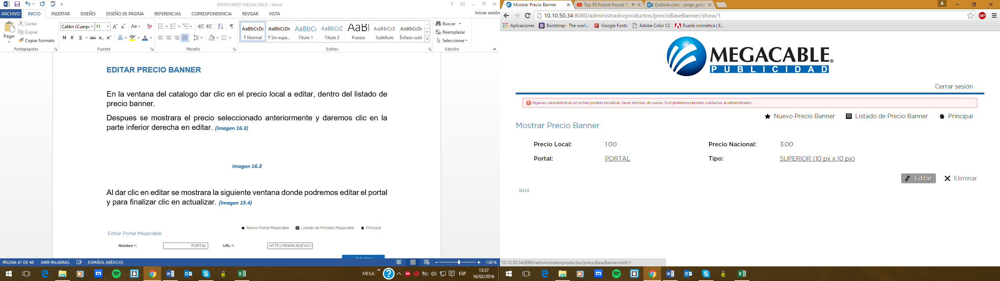 INVENTARIO MEGACABLE - Word
ARCHIVO INICIO INSERTAR DISEÑO DISEÑO DE PÁGINA REFERENCIAS CORRESPONDENCIA REVISAR VISTA
Iniciar sesión
Pegar
Cortar
Copiar
Copiar formato
Portapapeles
Calibri (Cuerpo 11
N K S abc x₂ x²
Fuente
Párrafo
AaBbCcDc AaBbCcDc AaBbCc AaBbCcE AaBl AaBbCcD AaBbCcDc
¶ Normal ¶ Sin espa... Título 1 Título 2 Puesto Subtítulo Énfasis sutil
Estilos
Buscar
Reemplazar
Seleccionar
Edición
EDITAR PRECIO BANNER
En la ventana del catalogo dar clic en el precio local a editar, dentro del listado de
precio banner.
Despues se mostrara el precio seleccionado anteriormente y daremos clic en la
parte inferior derecha en editar. (Imagen 16.3)
Imagen 16.3
Al dar clic en editar se mostrara la siguiente ventana donde podremos editar el portal
y para finalizar clic en actualizar. (Imagen 15.4)
Nuevo Portal Megacable Listado de Portales Megacable Principal
Editar Portal Megacable
Nombre •: PORTAL URL •: HTTP://WWW.NUEVO.C
Actualizar
PÁGINA 47 DE 48 3409 PALABRAS ESPAÑOL (MÉXICO)
130 %
MEGA
ESP
13:57
16/02/2016
Mostrar Precio Banner
Top 50 Future House Tr
Outlook.com - jorge_gutie
10.10.50.34:8080/administradorproductos/precioBaseBanner/show/1
ABP
Aplicaciones Bootstrap · The worl... Google Fonts Adobe Color CC Rueda cromática | E...
MEGACABLE®
PUBLICIDAD
Cerrar sesión
Algunas características no se han podido inicializar, favor intentar de nuevo. Si el problema persiste, contactar al administrador.
Nuevo Precio Banner Listado de Precio Banner Principal
Mostrar Precio Banner
Precio Local: 1.00 Precio Nacional: 3.00
Portal: PORTAL Tipo: SUPERIOR (10 px x 10 px)
Editar Eliminar
0.1.23
10.10.50.34:8080/administradorproductos/precioBaseBanner/edit/1